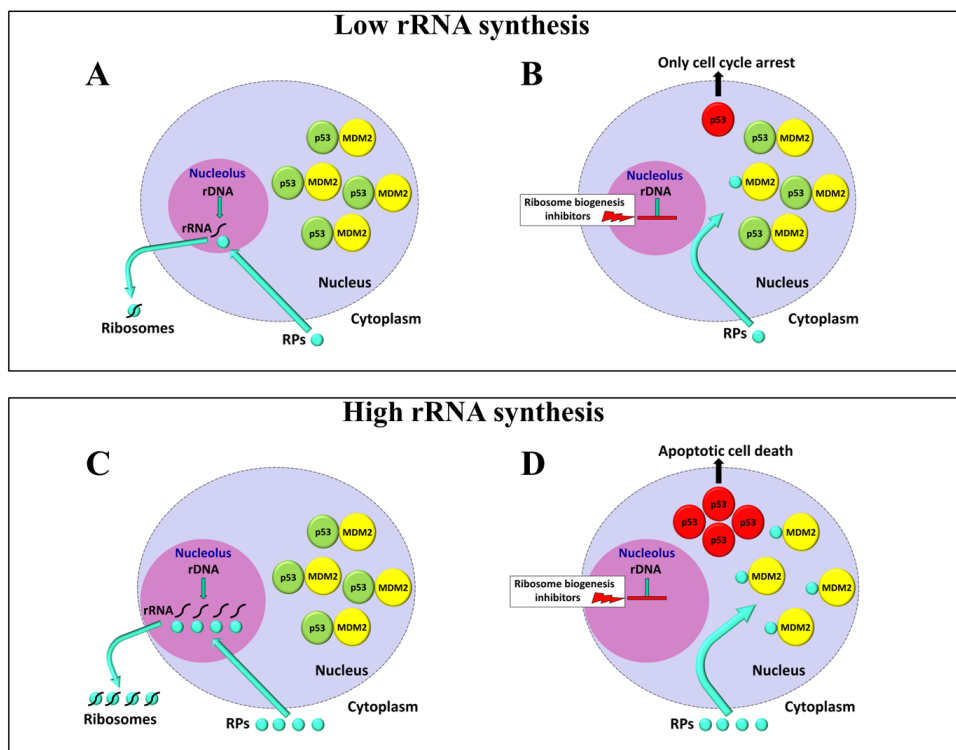 Low rRNA synthesis
A
Nucleolus
rDNA
rRNA
p53 MDM2
p53 MDM2
p53 MDM2
p53 MDM2
Nucleus
Cytoplasm
Ribosomes
RPs
B
Only cell cycle arrest
p53
p53 MDM2
MDM2
p53 MDM2
p53 MDM2
Nucleolus
rDNA
Ribosome biogenesis
inhibitors
Nucleus
Cytoplasm
RPs
High rRNA synthesis
C
Nucleolus
rDNA
rRNA
p53 MDM2
p53 MDM2
p53 MDM2
p53 MDM2
Nucleus
Cytoplasm
Ribosomes
RPs
D
Apoptotic cell death
p53
p53 p53
p53
MDM2
MDM2
MDM2
MDM2
Nucleolus
rDNA
Ribosome biogenesis
inhibitors
Nucleus
Cytoplasm
RPs